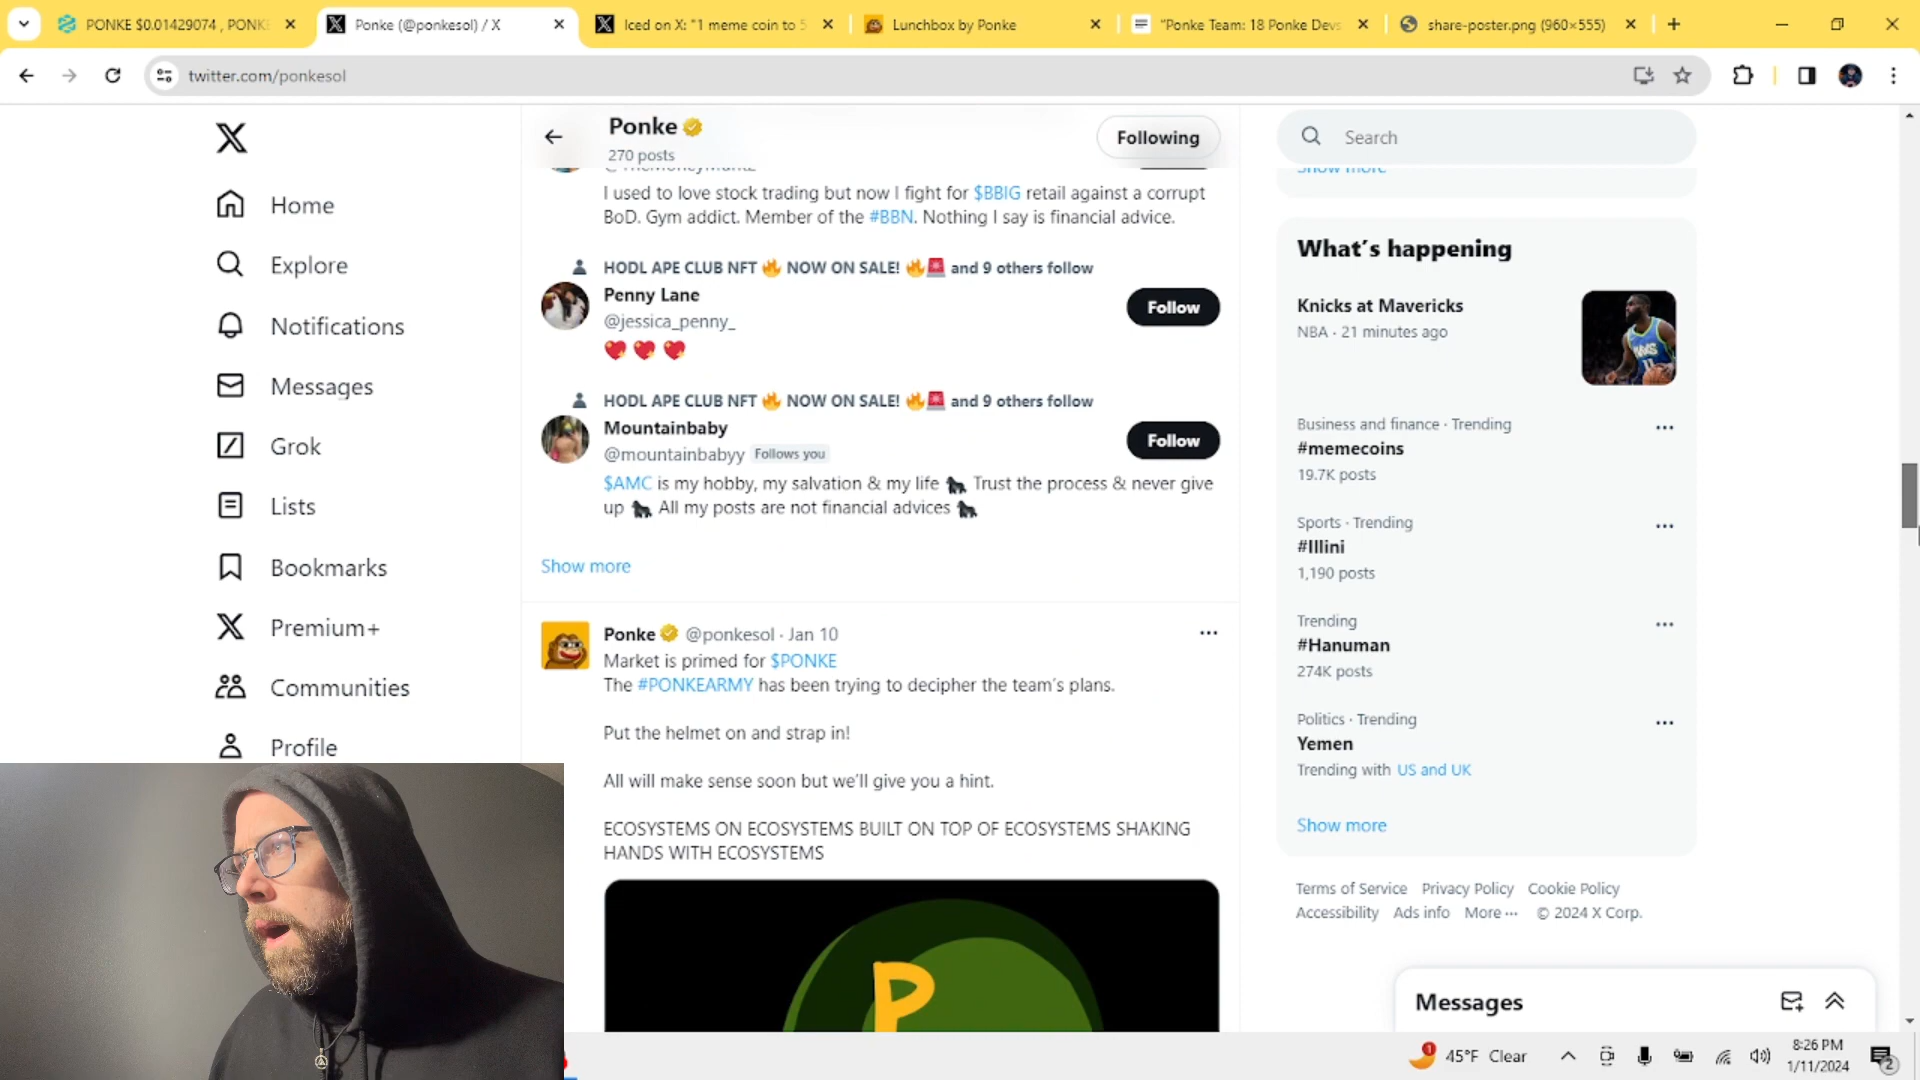 PONKE $0.01429074 , PONKE
Ponke (@ponkesol) / X
Iced on X: "1 meme coin to 5
Lunchbox by Ponke
"Ponke Team: 18 Ponke Devs
share-poster.png (960×555)
twitter.com/ponkesol
Home
Explore
Notifications
Messages
Grok
Lists
Bookmarks
Premium+
Communities
Profile
Ponke
270 posts
Following
I used to love stock trading but now I fight for $BBIG retail against a corrupt
BoD. Gym addict. Member of the #BBN. Nothing I say is financial advice.
HODL APE CLUB NFT 🔥 NOW ON SALE! 🔥🚨 and 9 others follow
Penny Lane
@jessica_penny_
💖 💖 💖
Follow
HODL APE CLUB NFT 🔥 NOW ON SALE! 🔥🚨 and 9 others follow
Mountainbaby
@mountainbabyy Follows you
Follow
$AMC is my hobby, my salvation & my life 🦍 Trust the process & never give
up 🦍 All my posts are not financial advices 🦍
Show more
Ponke @ponkesol · Jan 10
Market is primed for $PONKE
The #PONKEARMY has been trying to decipher the team's plans.
Put the helmet on and strap in!
All will make sense soon but we'll give you a hint.
ECOSYSTEMS ON ECOSYSTEMS BUILT ON TOP OF ECOSYSTEMS SHAKING
HANDS WITH ECOSYSTEMS
P
Search
Show more
What's happening
Knicks at Mavericks
NBA · 21 minutes ago
Business and finance · Trending
#memecoins
19.7K posts
Sports · Trending
#Illini
1,190 posts
Trending
#Hanuman
274K posts
Politics · Trending
Yemen
Trending with US and UK
Show more
Terms of Service Privacy Policy Cookie Policy
Accessibility Ads info More ··· © 2024 X Corp.
Messages
1
45°F Clear
8:26 PM
1/11/2024
2